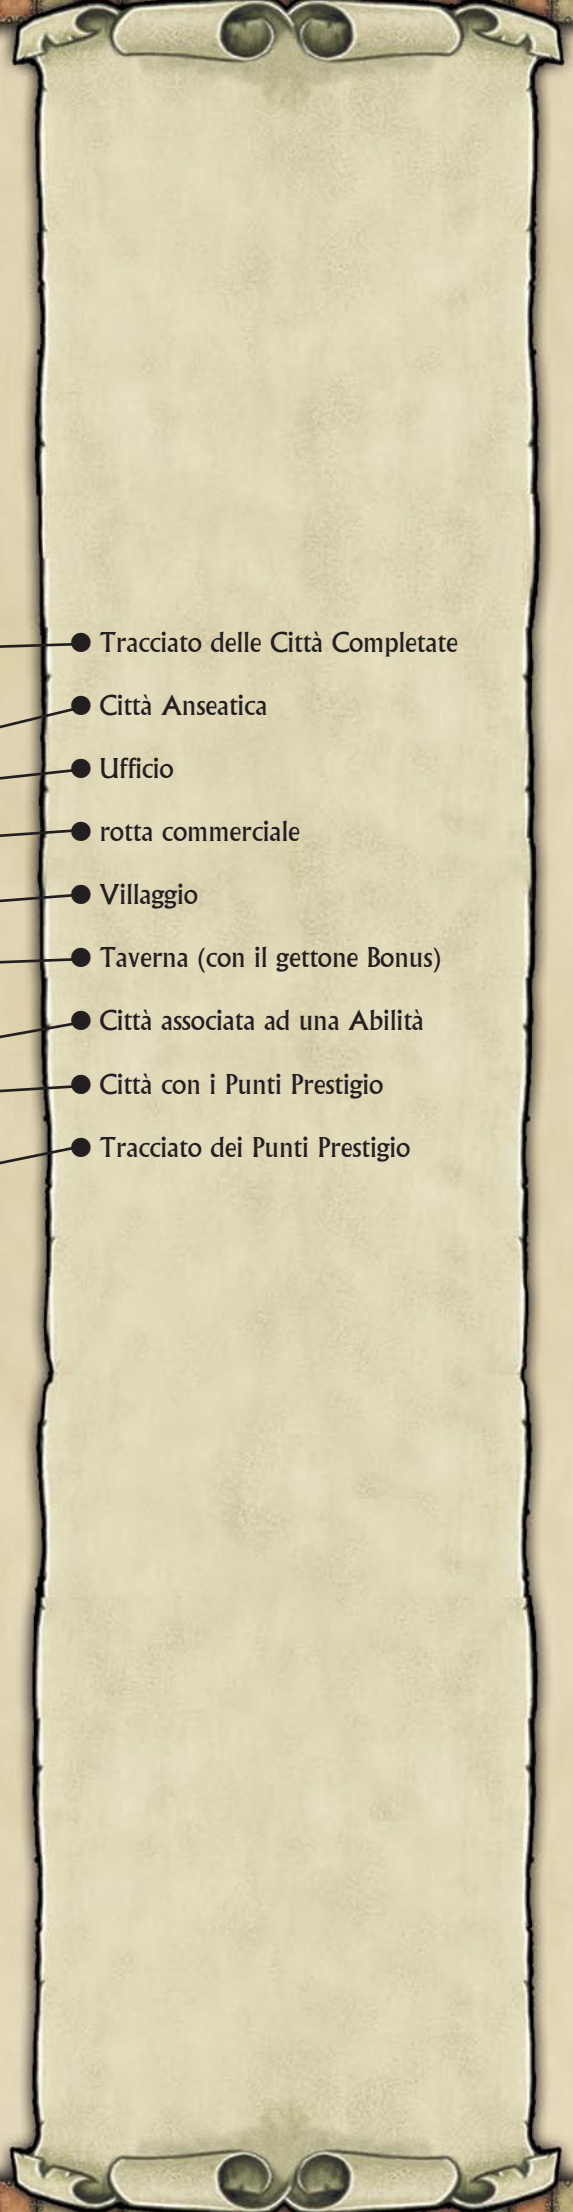 Tracciato delle Città Completate
Città Anseatica
Ufficio
rotta commerciale
Villaggio
Taverna (con il gettone Bonus)
Città associata ad una Abilità
Città con i Punti Prestigio
Tracciato dei Punti Prestigio